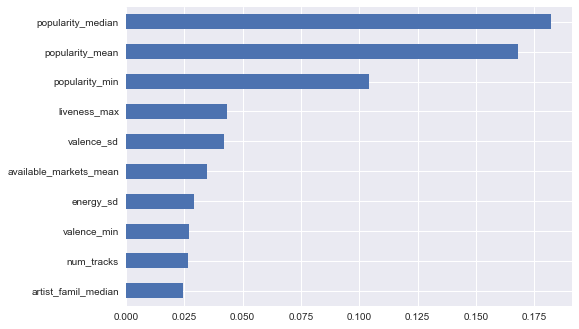 popularity_median
popularity_mean
popularity_min
liveness_max
valence_sd
available_markets_mean
energy_sd
valence_min
num_tracks
artist_famil_median
0.000 0.025 0.050 0.075 0.100 0.125 0.150 0.175